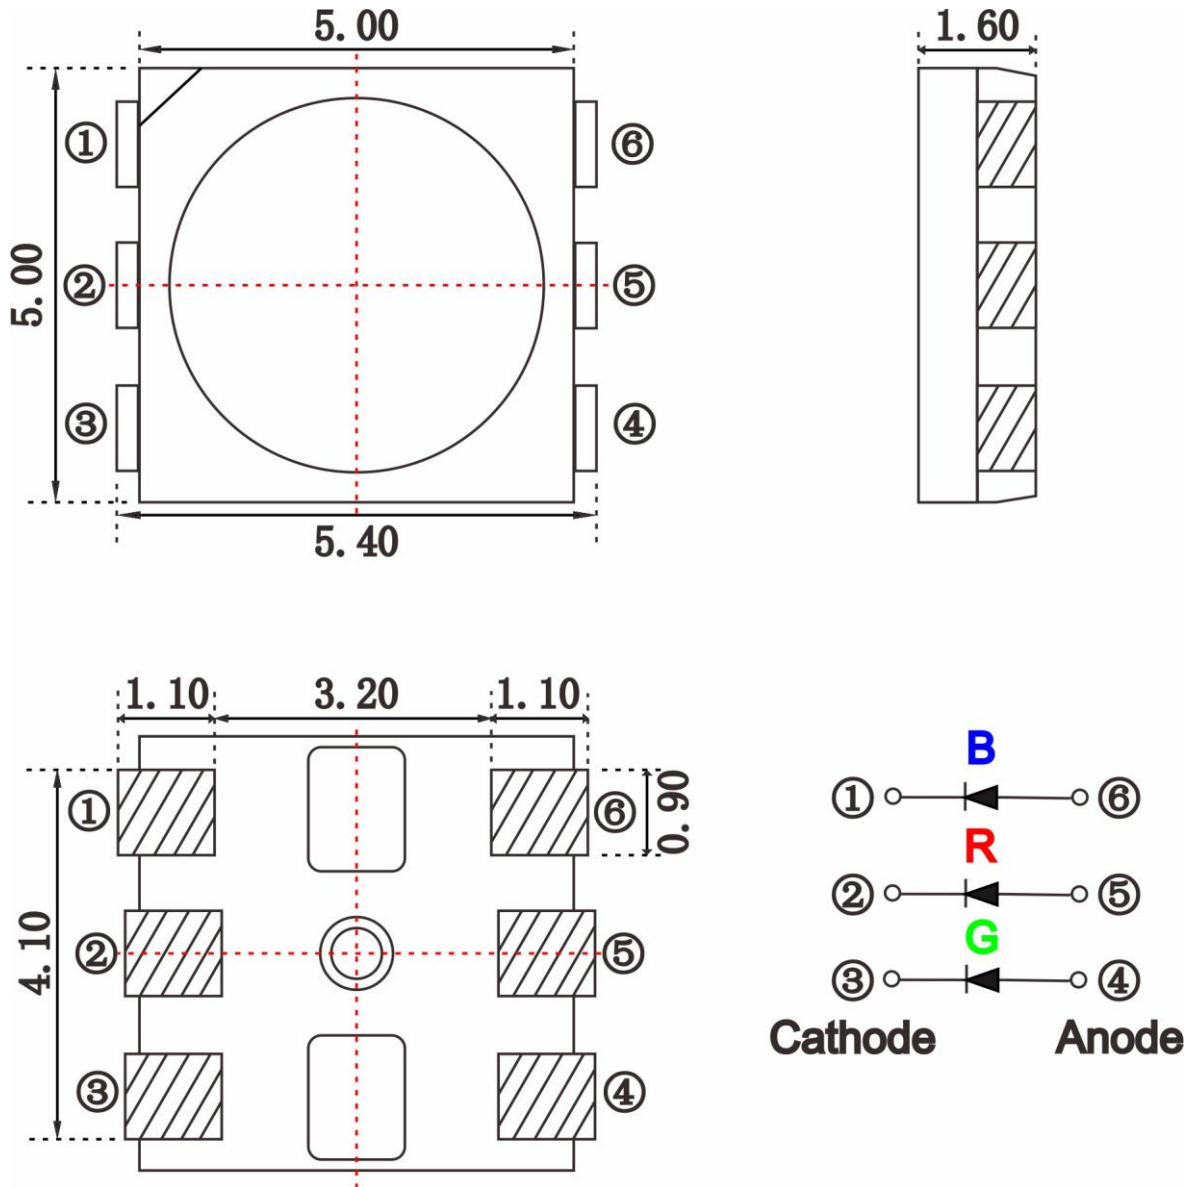 5.00
1.60
① ⑥
5.00
② ⑤
③ ④
5.40
1.10 3.20 1.10
B
① ⑥ 0.90 ① ⑥
R
② ⑤
4.10
② ⑤
G
③ ④
③ ④
Cathode Anode